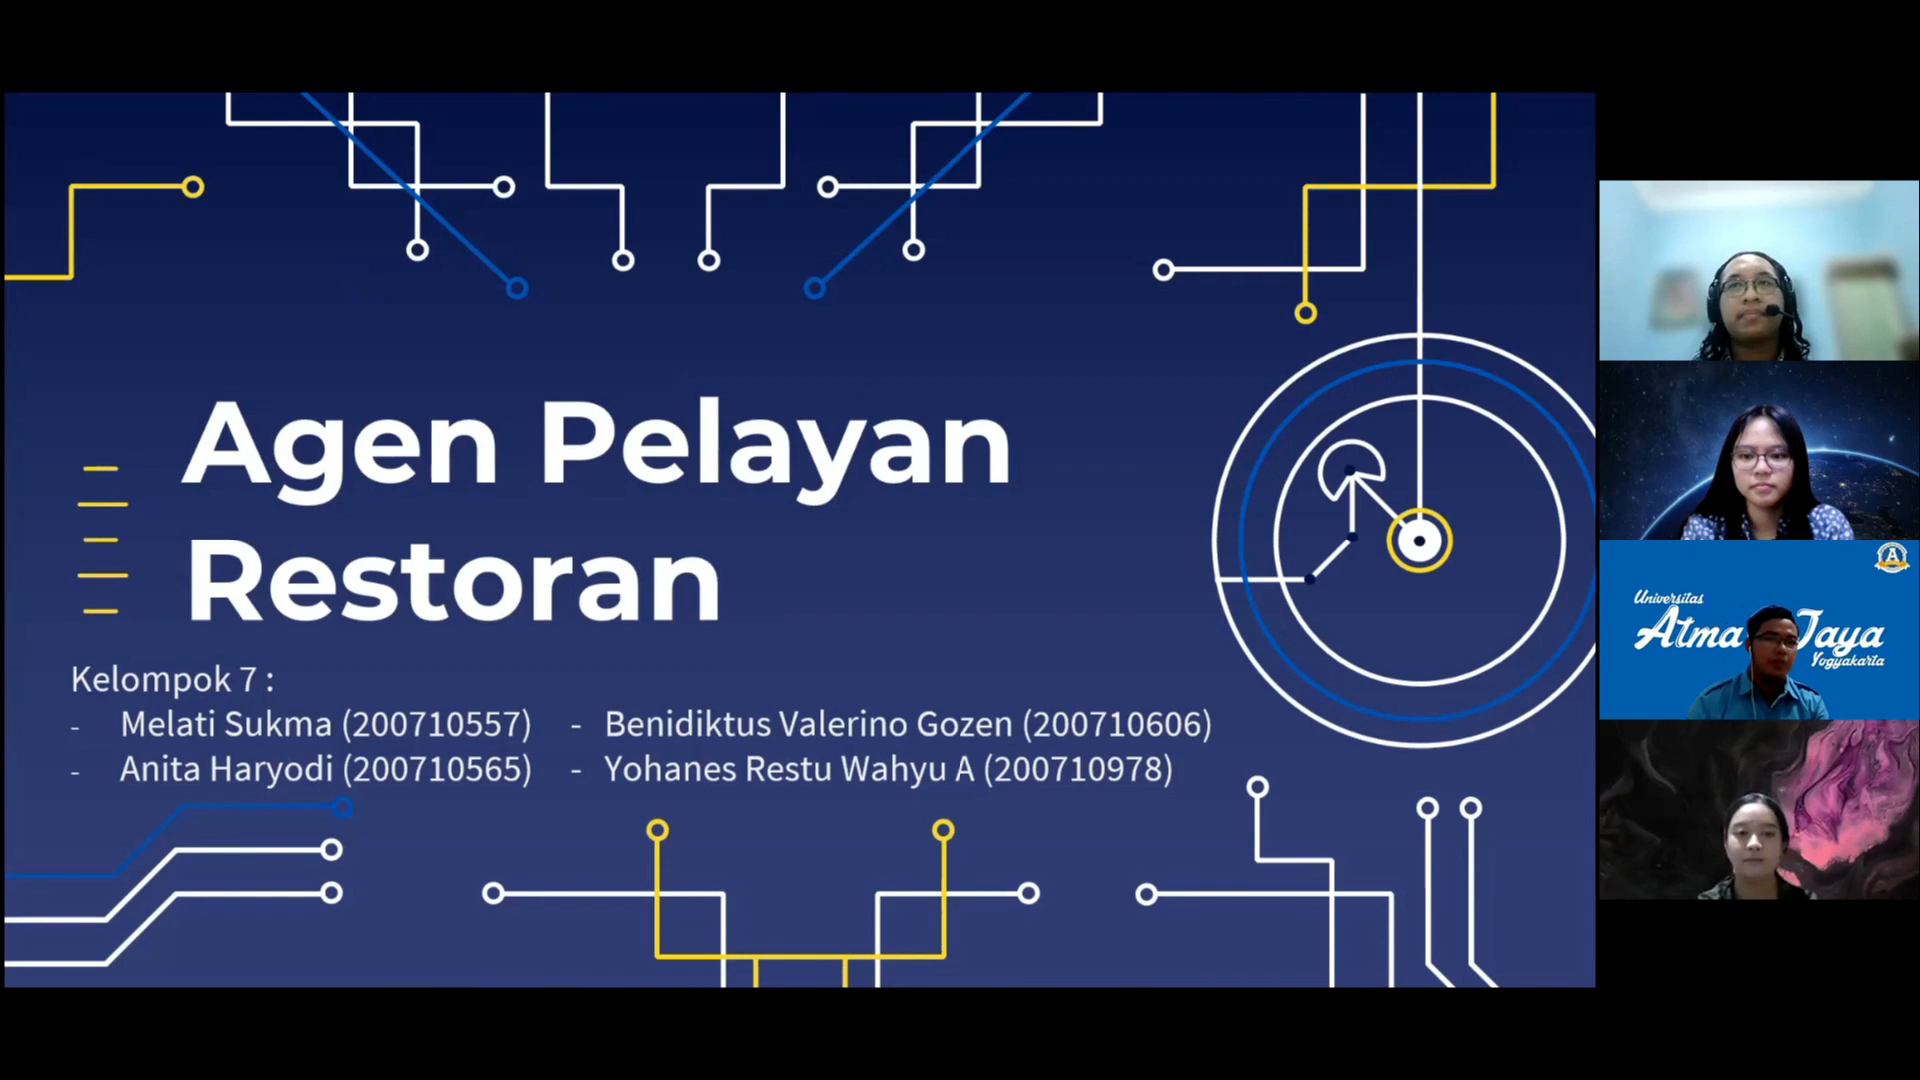 Agen Pelayan
Restoran
Kelompok 7 :
- Melati Sukma (200710557)
- Anita Haryodi (200710565)
- Benidiktus Valerino Gozen (200710606)
- Yohanes Restu Wahyu A (200710978)
Universitas
Atma Jaya
Yogyakarta